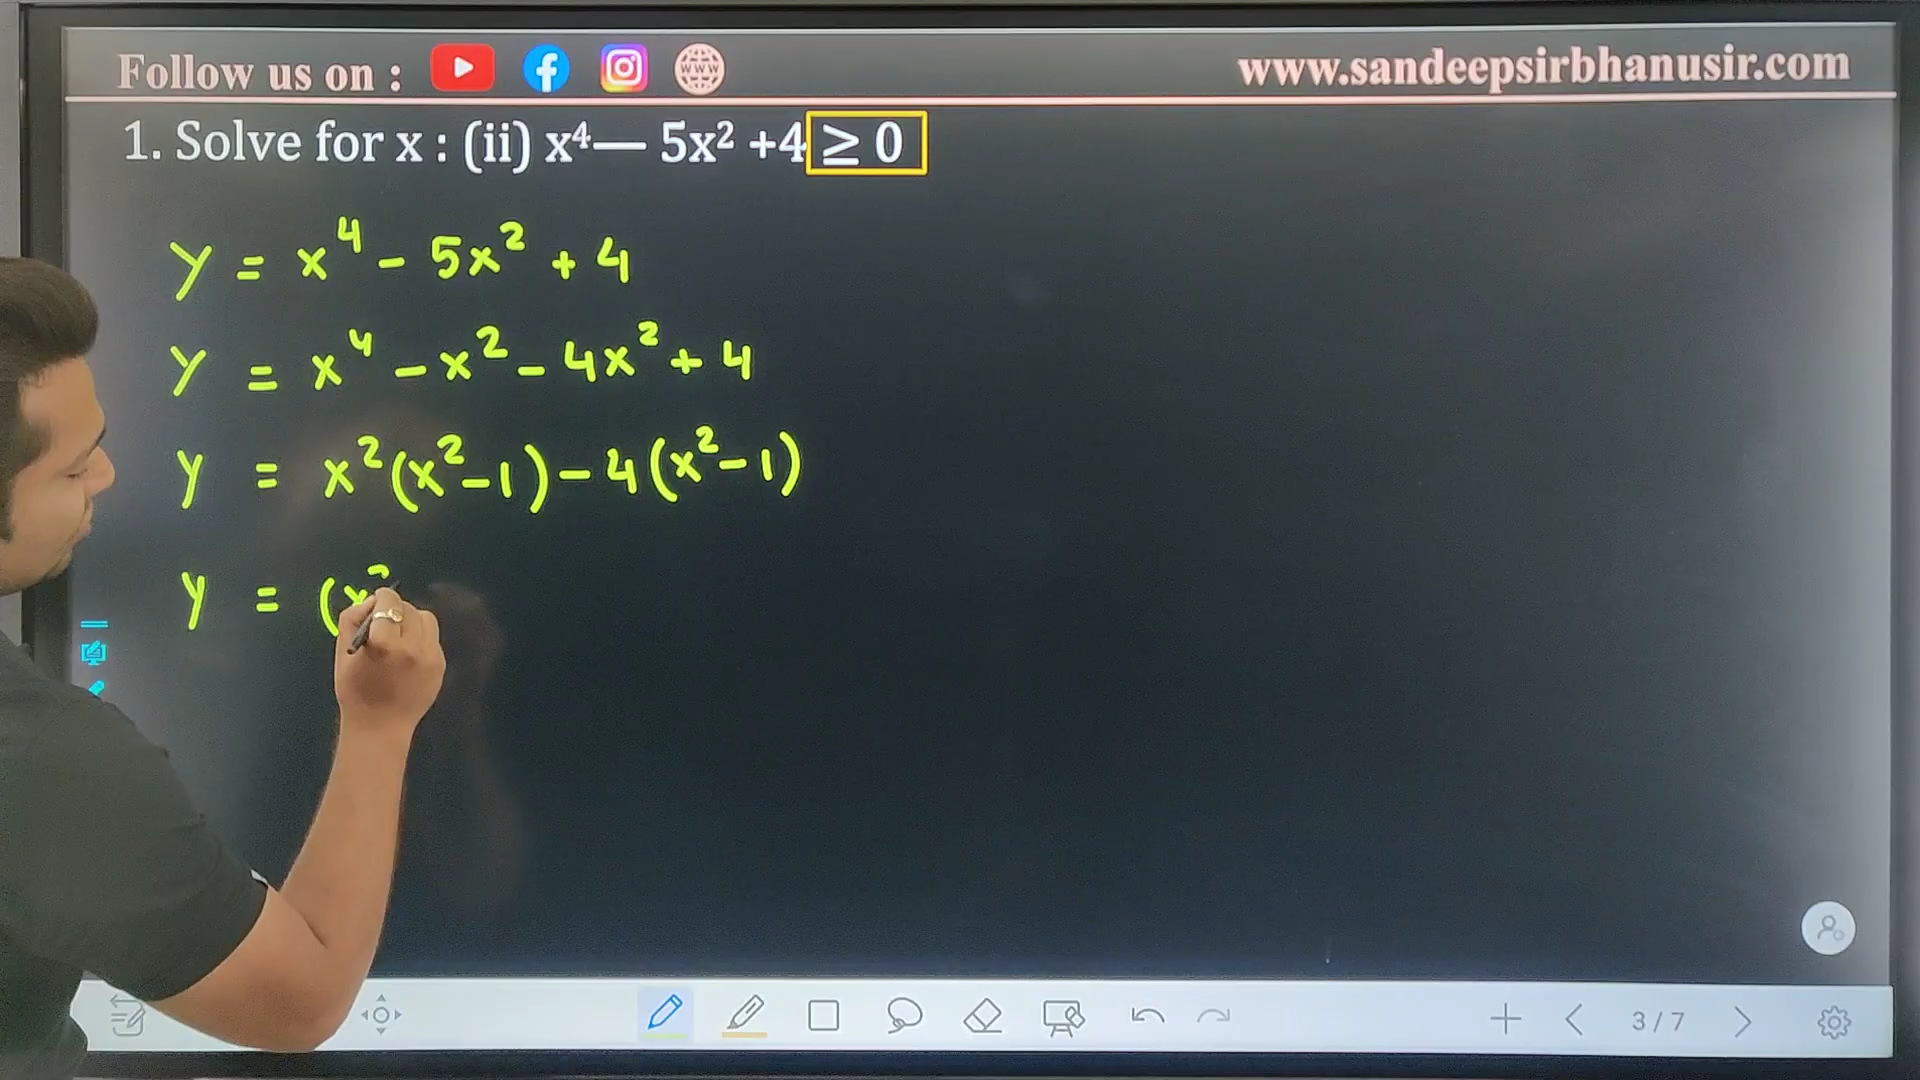 Follow us on :
www.sandeepsirbhanusir.com
1. Solve for x : (ii) x⁴— 5x² +4 ≥ 0
y = x⁴ - 5x² + 4
y = x⁴ - x² - 4x² + 4
y = x²(x²-1) - 4(x²-1)
y = (x²
3/7